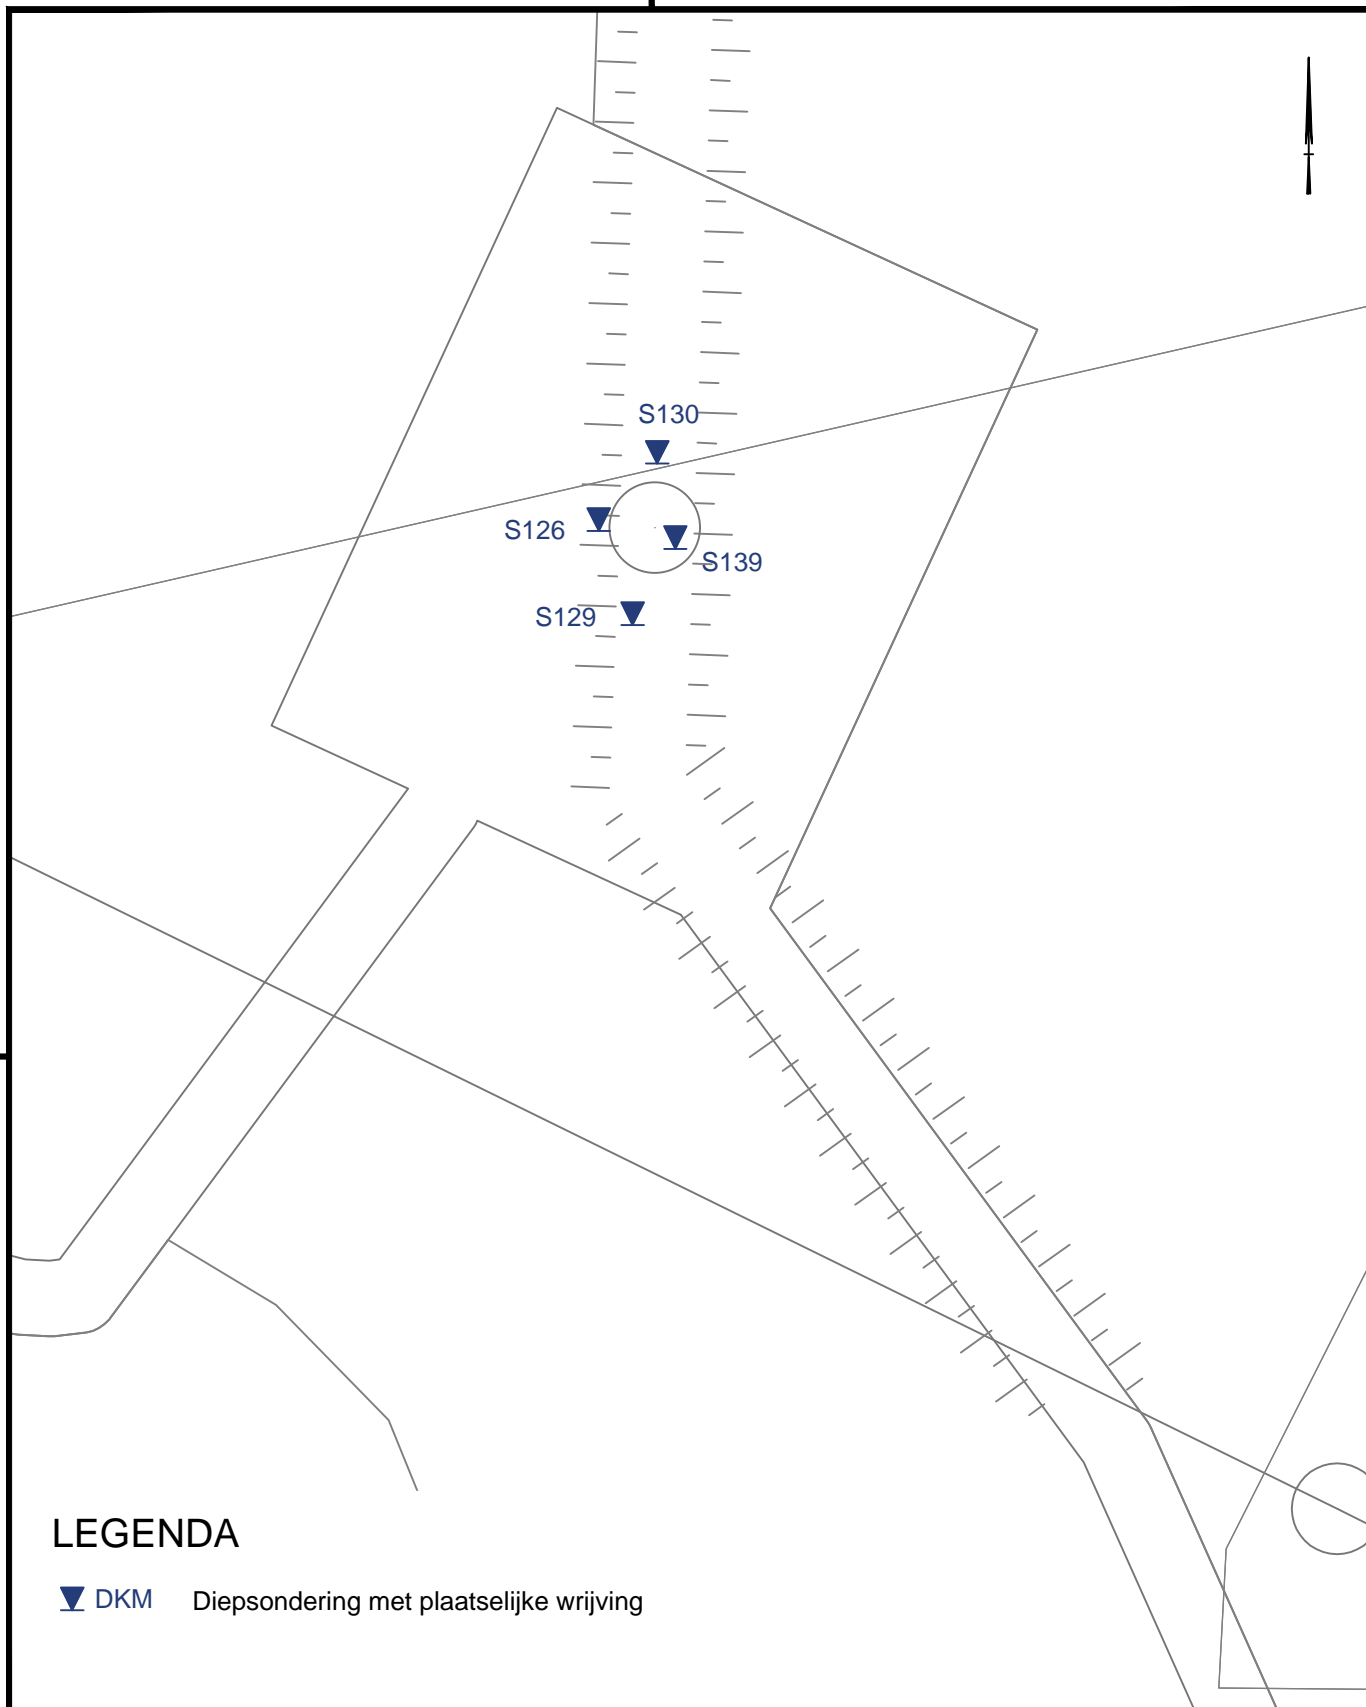 S130
S126
S139
S129
LEGENDA
DKM Diepsondering met plaatselijke wrijving